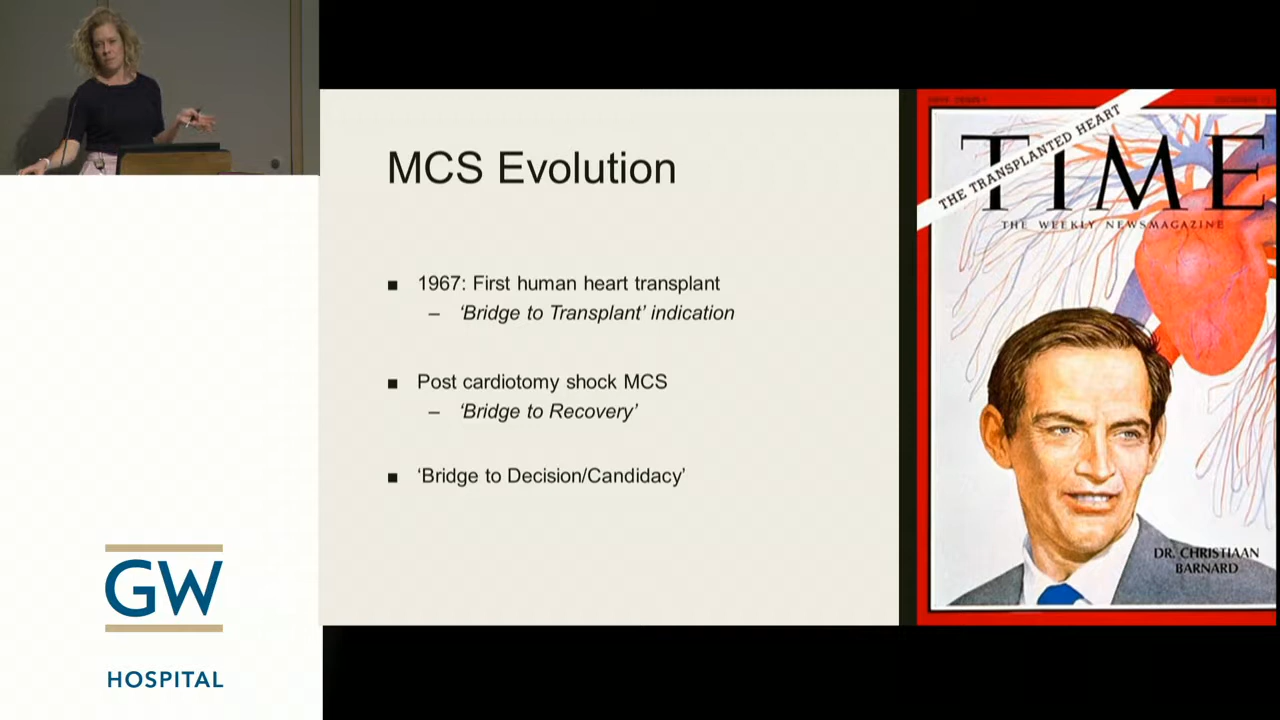 MCS Evolution
■ 1967: First human heart transplant
– ‘Bridge to Transplant’ indication
■ Post cardiotomy shock MCS
– ‘Bridge to Recovery’
■ ‘Bridge to Decision/Candidacy’
THE TRANSPLANTED HEART
TIME
THE WEEKLY NEWSMAGAZINE
DR. CHRISTIAAN
BARNARD
GW
HOSPITAL